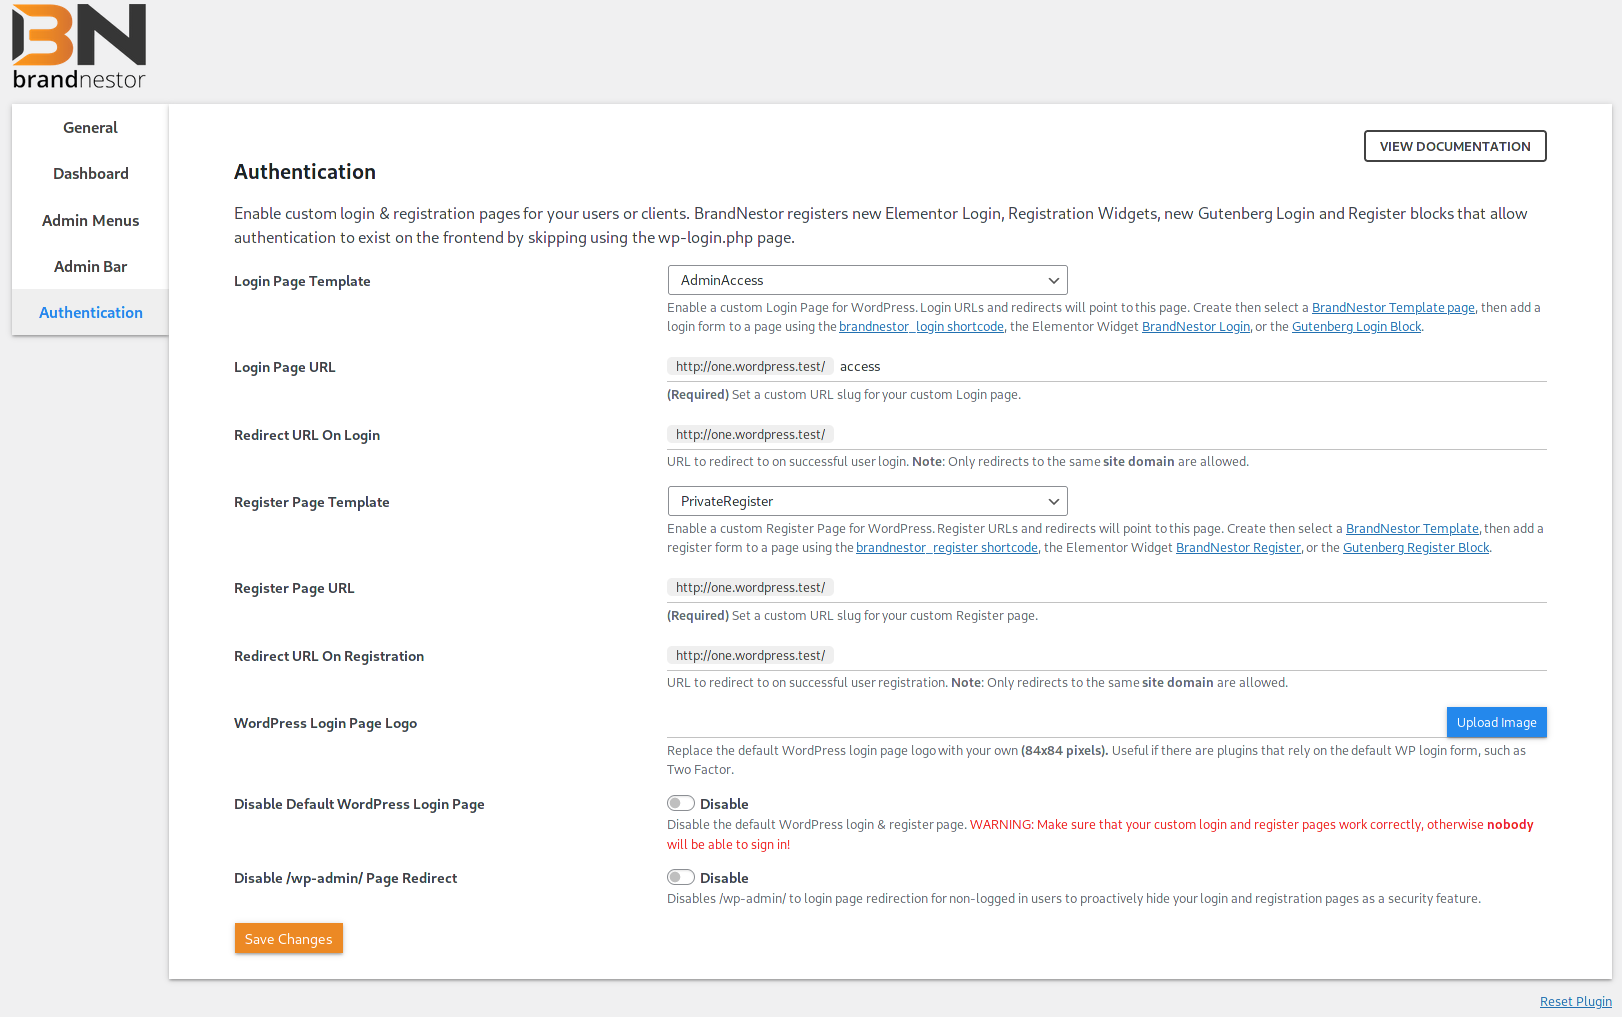 BN
brandnestor
General
Dashboard
Admin Menus
Admin Bar
Authentication
VIEW DOCUMENTATION
Authentication
Enable custom login & registration pages for your users or clients. BrandNestor registers new Elementor Login, Registration Widgets, new Gutenberg Login and Register blocks that allow
authentication to exist on the frontend by skipping using the wp-login.php page.
Login Page Template
AdminAccess
Enable a custom Login Page for WordPress. Login URLs and redirects will point to this page. Create then select a BrandNestor Template page, then add a
login form to a page using the brandnestor_login shortcode, the Elementor Widget BrandNestor Login, or the Gutenberg Login Block.
Login Page URL
http://one.wordpress.test/ access
(Required) Set a custom URL slug for your custom Login page.
Redirect URL On Login
http://one.wordpress.test/
URL to redirect to on successful user login. Note: Only redirects to the same site domain are allowed.
Register Page Template
PrivateRegister
Enable a custom Register Page for WordPress. Register URLs and redirects will point to this page. Create then select a BrandNestor Template, then add a
register form to a page using the brandnestor_register shortcode, the Elementor Widget BrandNestor Register, or the Gutenberg Register Block.
Register Page URL
http://one.wordpress.test/
(Required) Set a custom URL slug for your custom Register page.
Redirect URL On Registration
http://one.wordpress.test/
URL to redirect to on successful user registration. Note: Only redirects to the same site domain are allowed.
WordPress Login Page Logo
Upload Image
Replace the default WordPress login page logo with your own (84x84 pixels). Useful if there are plugins that rely on the default WP login form, such as
Two Factor.
Disable Default WordPress Login Page
Disable
Disable the default WordPress login & register page. WARNING: Make sure that your custom login and register pages work correctly, otherwise nobody
will be able to sign in!
Disable /wp-admin/ Page Redirect
Disable
Disables /wp-admin/ to login page redirection for non-logged in users to proactively hide your login and registration pages as a security feature.
Save Changes
Reset Plugin